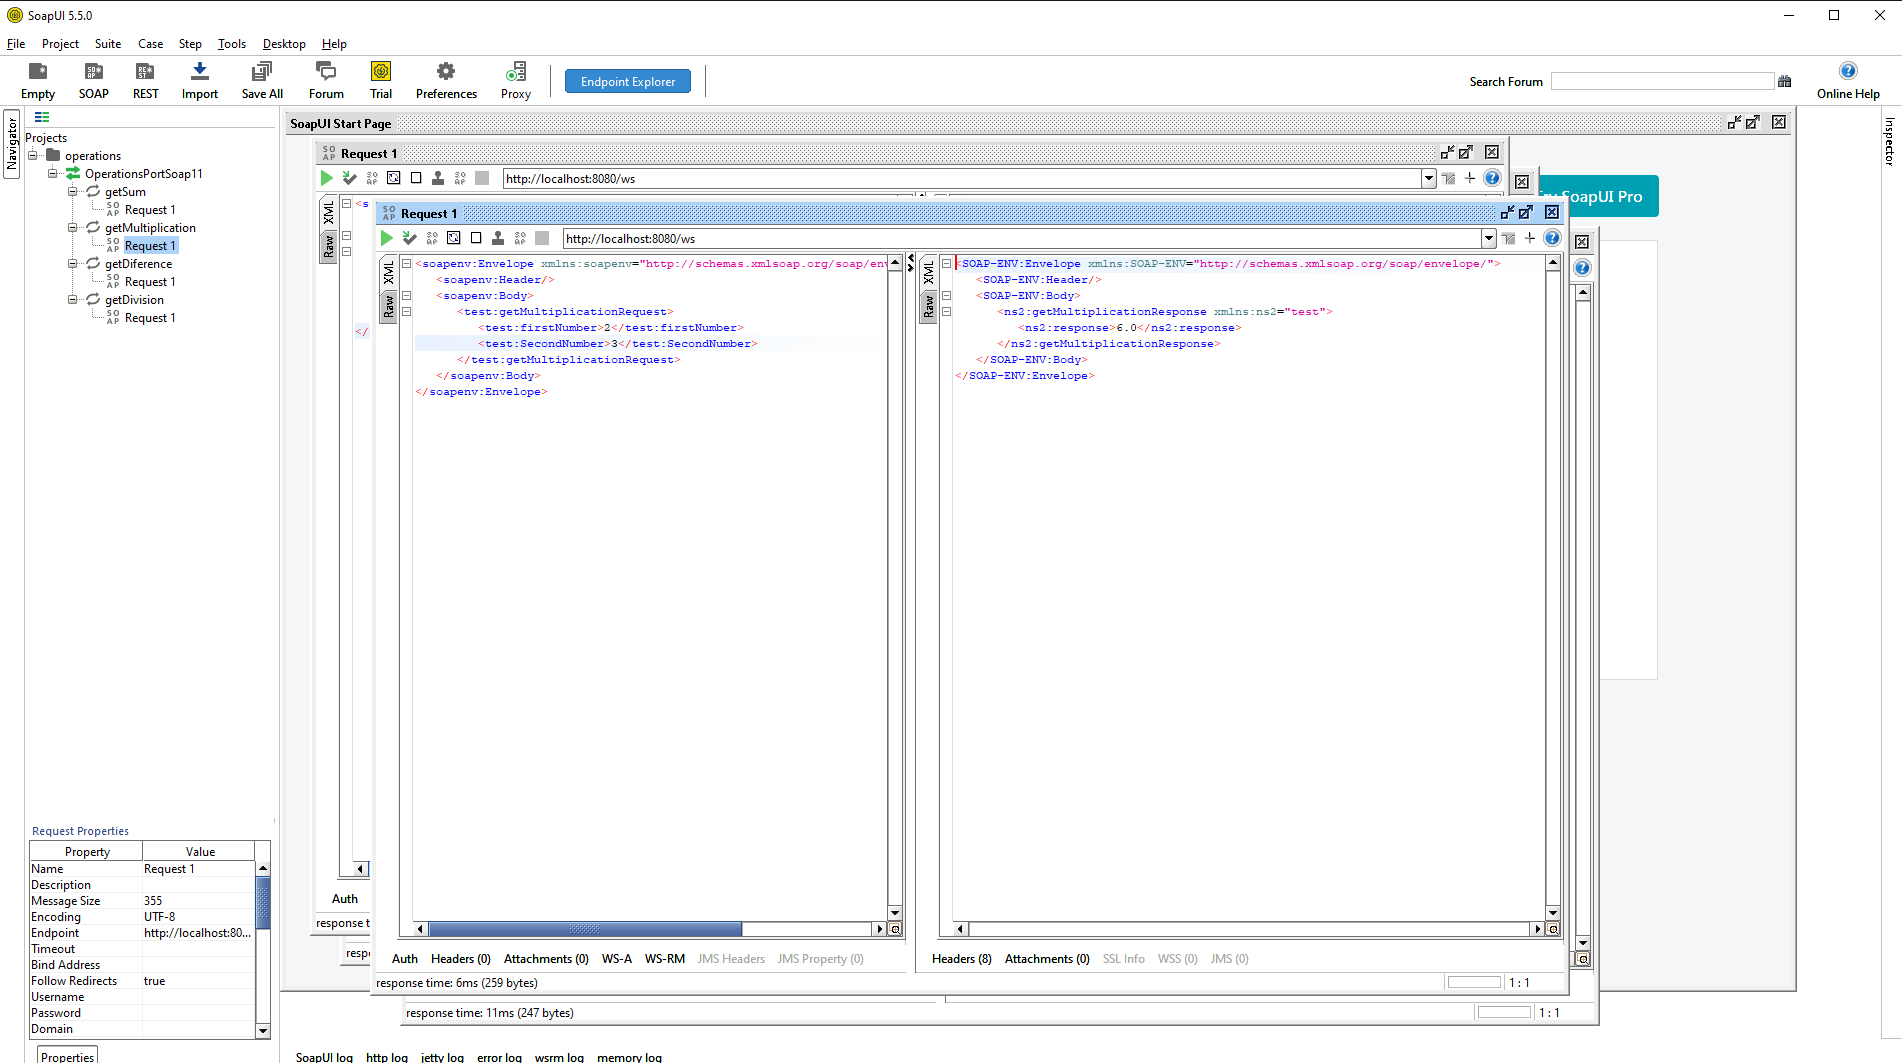 SoapUI 5.5.0
File Project Suite Case Step Tools Desktop Help
Empty SOAP REST Import Save All Forum Trial Preferences Proxy Endpoint Explorer Search Forum Online Help
Navigator
Projects
operations
OperationsPortSoap11
getSum
Request 1
getMultiplication
Request 1
getDiference
Request 1
getDivision
Request 1
Request Properties
Property Value
Name Request 1
Description
Message Size 355
Encoding UTF-8
Endpoint http://localhost:80...
Timeout
Bind Address
Follow Redirects true
Username
Password
Domain
Properties
SoapUI Start Page
Request 1
http://localhost:8080/ws
XML
Raw
<s
</
Auth
response t
resp
SoapUI Pro
Request 1
http://localhost:8080/ws
XML
Raw
<soapenv:Envelope xmlns:soapenv="http://schemas.xmlsoap.org/soap/env
<soapenv:Header/>
<soapenv:Body>
<test:getMultiplicationRequest>
<test:firstNumber>2</test:firstNumber>
<test:SecondNumber>3</test:SecondNumber>
</test:getMultiplicationRequest>
</soapenv:Body>
</soapenv:Envelope>
XML
Raw
<SOAP-ENV:Envelope xmlns:SOAP-ENV="http://schemas.xmlsoap.org/soap/envelope/">
<SOAP-ENV:Header/>
<SOAP-ENV:Body>
<ns2:getMultiplicationResponse xmlns:ns2="test">
<ns2:response>6.0</ns2:response>
</ns2:getMultiplicationResponse>
</SOAP-ENV:Body>
</SOAP-ENV:Envelope>
Auth Headers (0) Attachments (0) WS-A WS-RM JMS Headers JMS Property (0)
Headers (8) Attachments (0) SSL Info WSS (0) JMS (0)
response time: 6ms (259 bytes) 1 : 1
response time: 11ms (247 bytes) 1 : 1
SoapUI log http log jetty log error log wsrm log memory log
Inspector